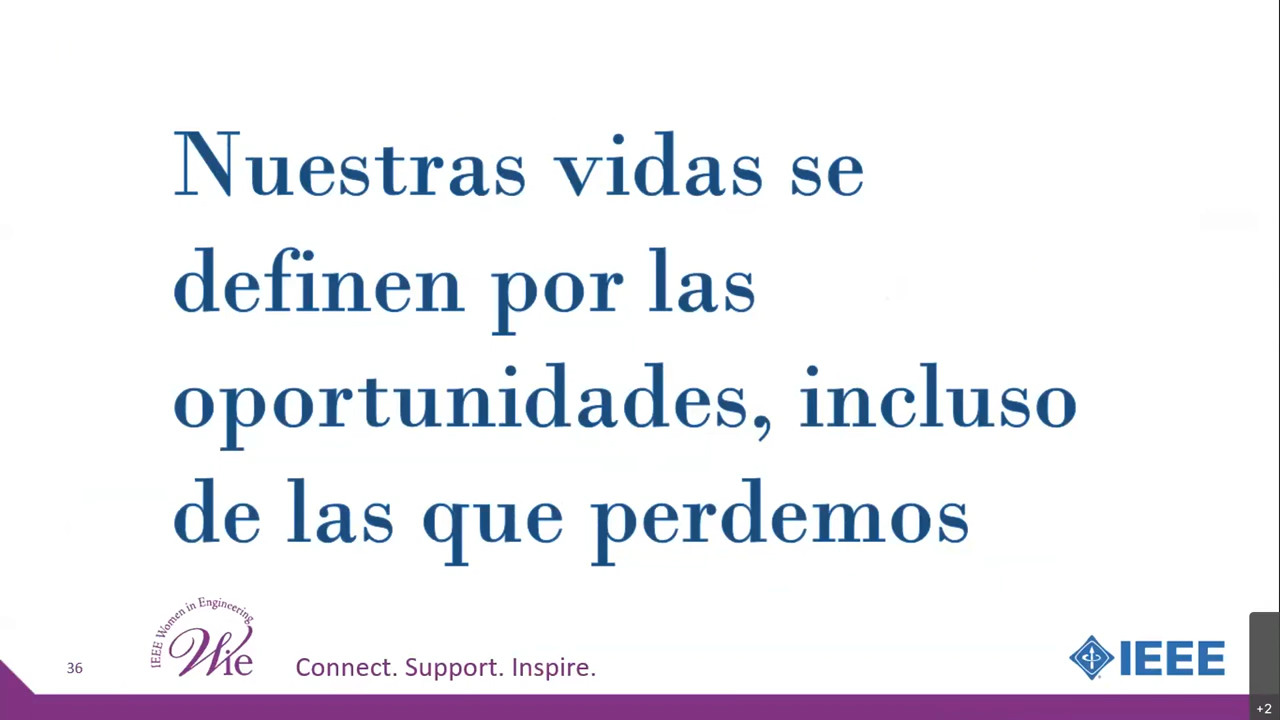 Nuestras vidas se
definen por las
oportunidades, incluso
de las que perdemos
IEEE Women in Engineering
Wie
36
Connect. Support. Inspire.
IEEE
+2